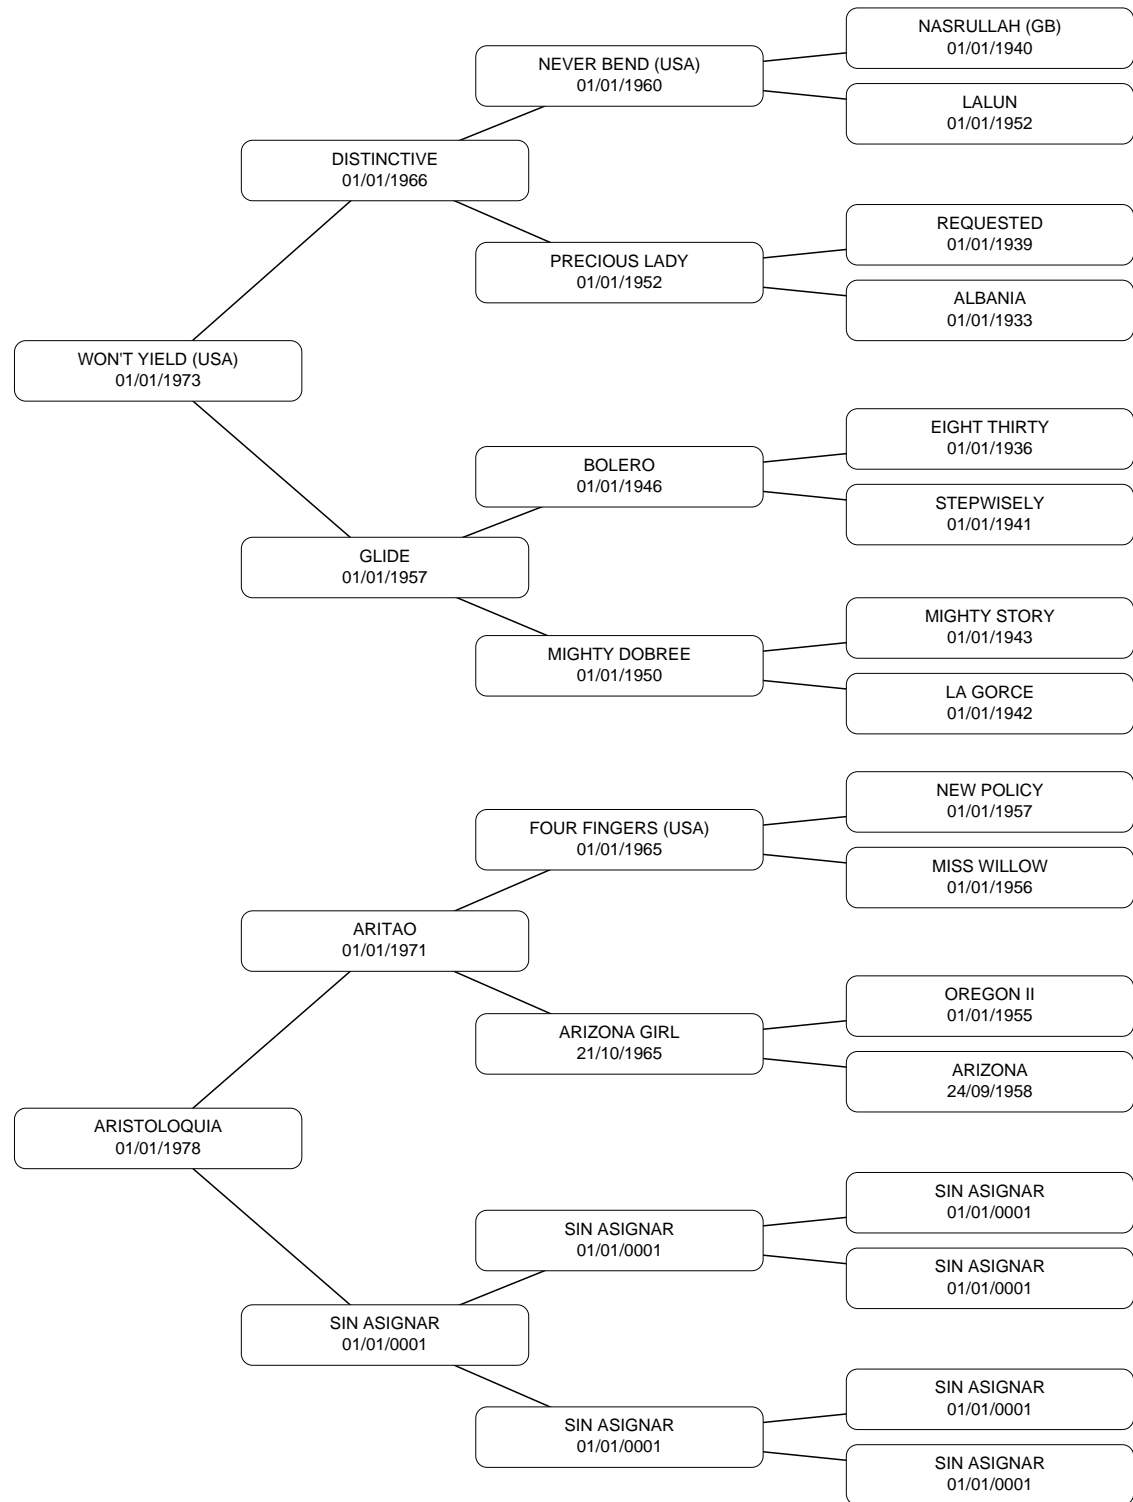 NASRULLAH (GB)
01/01/1940
NEVER BEND (USA)
01/01/1960
LALUN
01/01/1952
DISTINCTIVE
01/01/1966
REQUESTED
01/01/1939
PRECIOUS LADY
01/01/1952
ALBANIA
01/01/1933
WON'T YIELD (USA)
01/01/1973
EIGHT THIRTY
01/01/1936
BOLERO
01/01/1946
STEPWISELY
01/01/1941
GLIDE
01/01/1957
MIGHTY STORY
01/01/1943
MIGHTY DOBREE
01/01/1950
LA GORCE
01/01/1942
NEW POLICY
01/01/1957
FOUR FINGERS (USA)
01/01/1965
MISS WILLOW
01/01/1956
ARITAO
01/01/1971
OREGON II
01/01/1955
ARIZONA GIRL
21/10/1965
ARIZONA
24/09/1958
ARISTOLOQUIA
01/01/1978
SIN ASIGNAR
01/01/0001
SIN ASIGNAR
01/01/0001
SIN ASIGNAR
01/01/0001
SIN ASIGNAR
01/01/0001
SIN ASIGNAR
01/01/0001
SIN ASIGNAR
01/01/0001
SIN ASIGNAR
01/01/0001